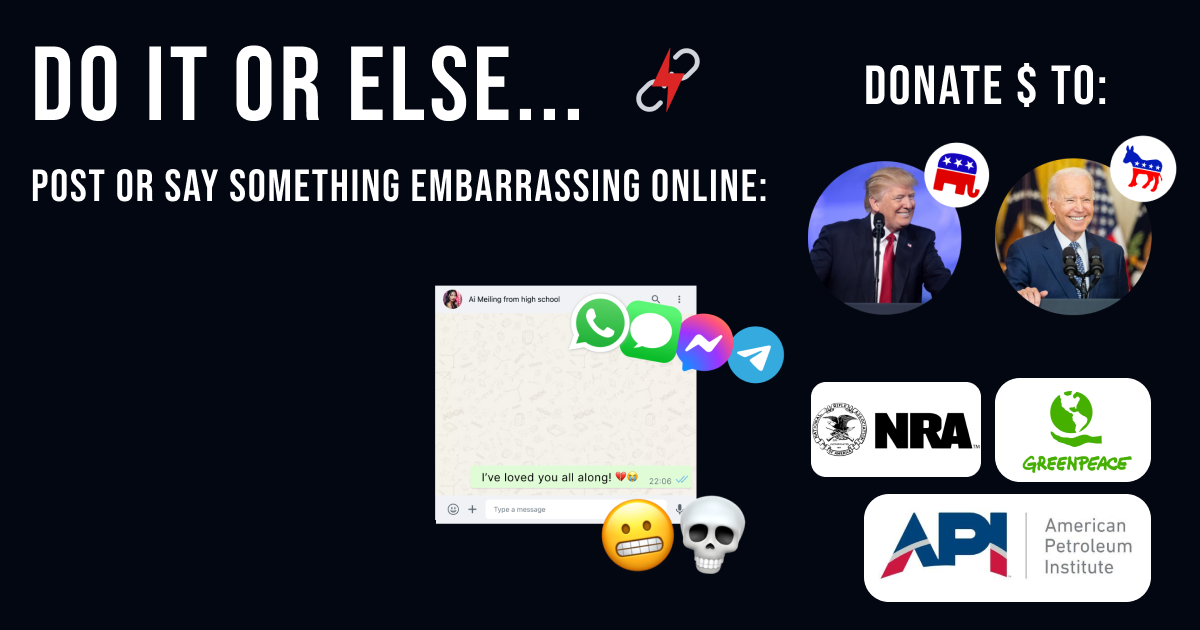 DO IT OR ELSE...
POST OR SAY SOMETHING EMBARRASSING ONLINE:
Ai Meiling from high school
I've loved you all along! 💔😭 22:06
Type a message
DONATE $ TO:
NRA™
GREENPEACE
API
American
Petroleum
Institute